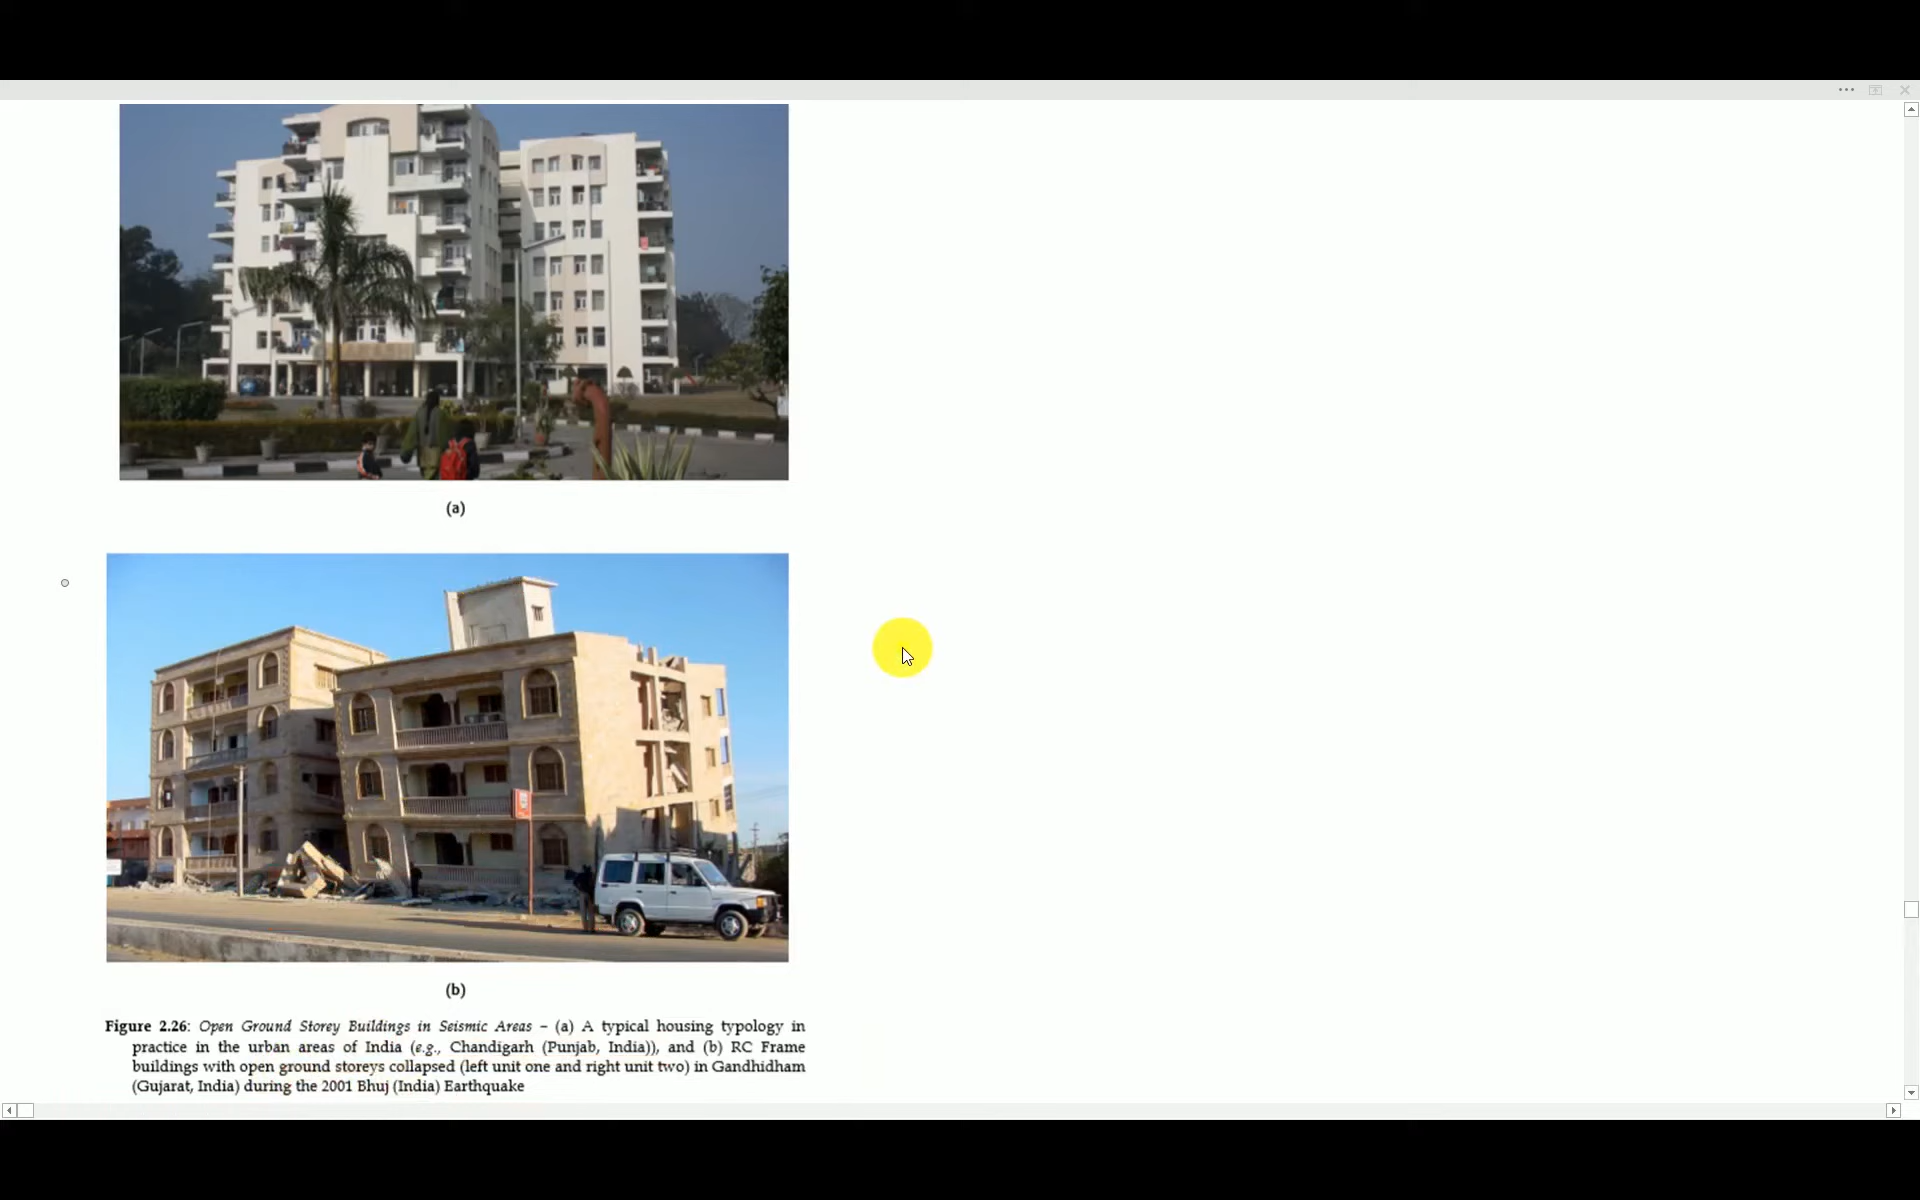 (a)
(b)
Figure 2.26: Open Ground Storey Buildings in Seismic Areas – (a) A typical housing typology in
practice in the urban areas of India (e.g., Chandigarh (Punjab, India)), and (b) RC Frame
buildings with open ground storeys collapsed (left unit one and right unit two) in Gandhidham
(Gujarat, India) during the 2001 Bhuj (India) Earthquake